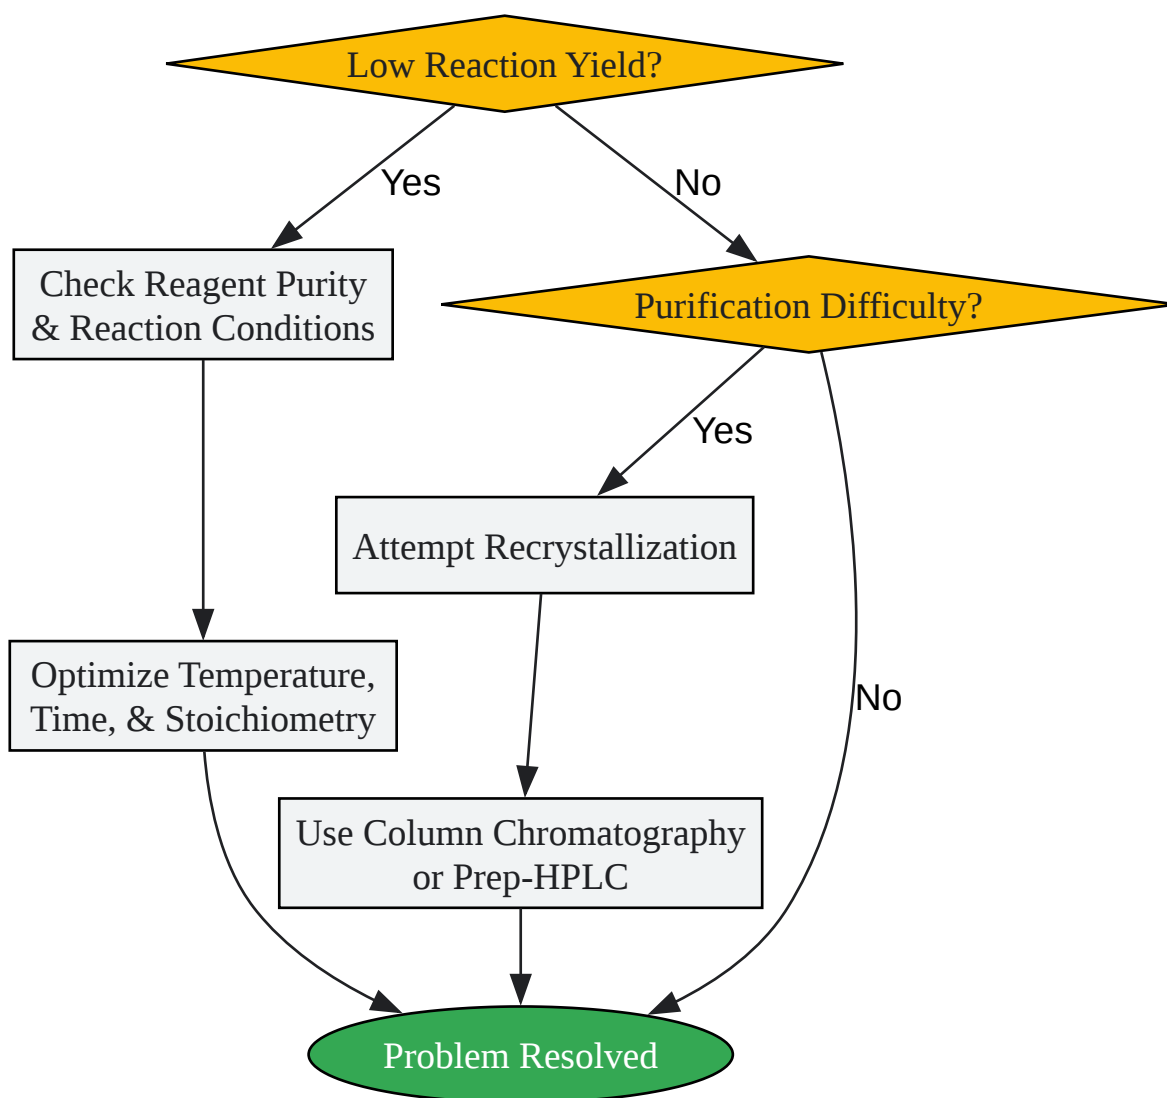 Low Reaction Yield?
Yes
No
Check Reagent Purity
& Reaction Conditions
Purification Difficulty?
Yes
Attempt Recrystallization
Optimize Temperature,
Time, & Stoichiometry
No
Use Column Chromatography
or Prep-HPLC
Problem Resolved